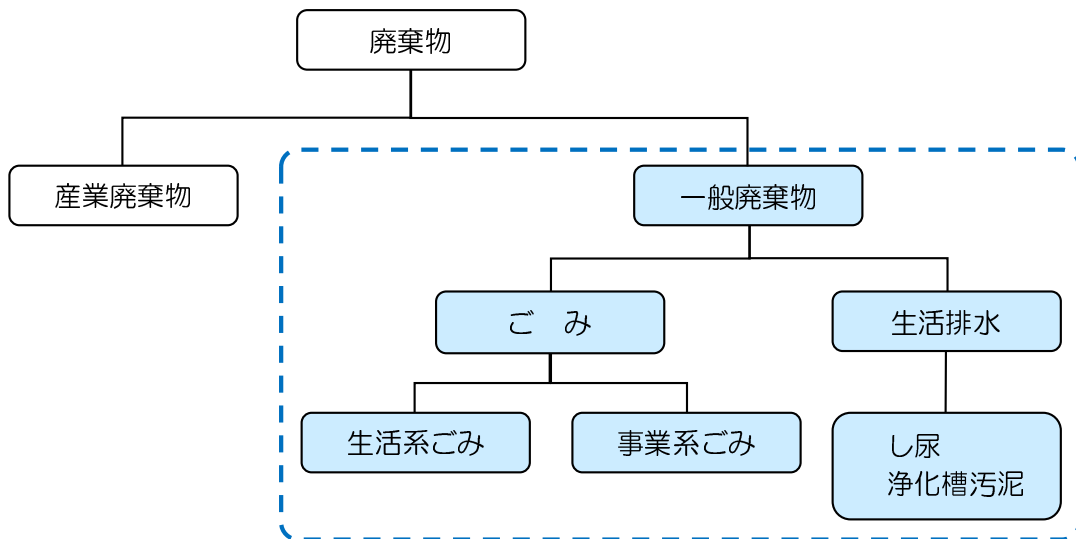 廃棄物
産業廃棄物
一般廃棄物
ご　み
生活排水
生活系ごみ
事業系ごみ
し尿
浄化槽汚泥